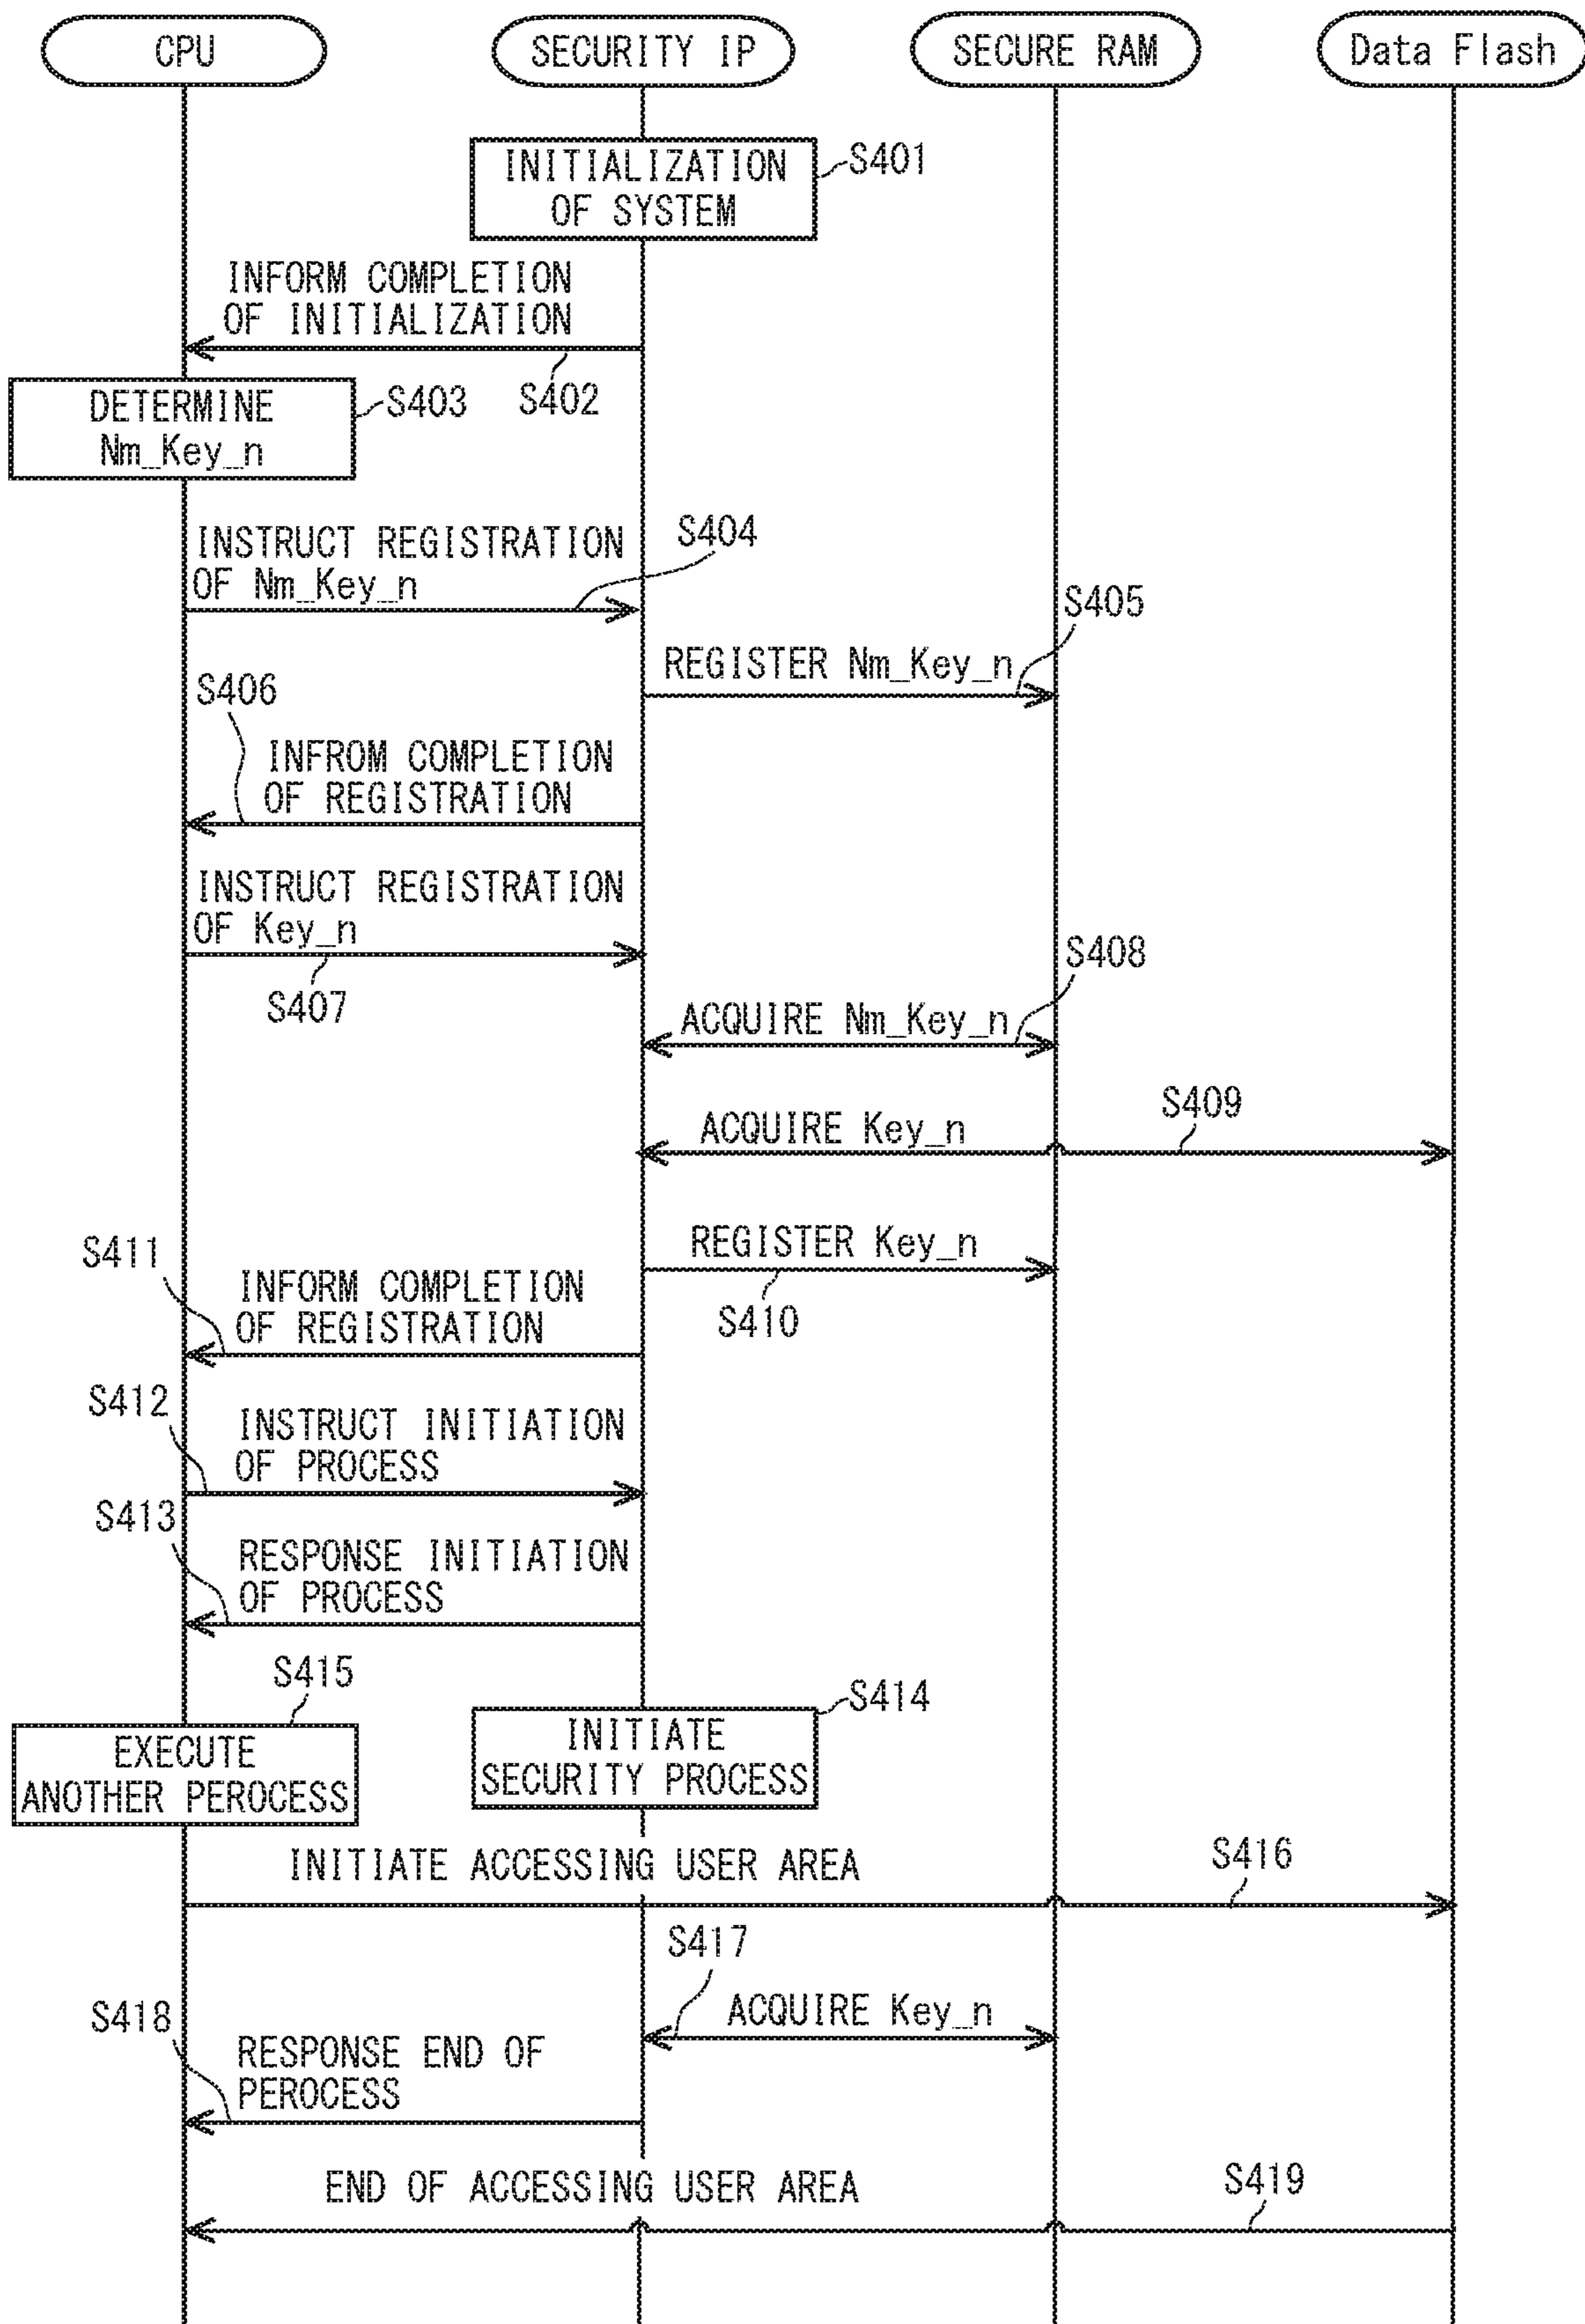 CPU
SECURITY IP
SECURE RAM
Data Flash
INITIALIZATION
OF SYSTEM
S401
INFORM COMPLETION
OF INITIALIZATION
S402
DETERMINE
Nm_Key_n
S403
INSTRUCT REGISTRATION
OF Nm_Key_n
S404
S405
REGISTER Nm_Key_n
S406
INFROM COMPLETION
OF REGISTRATION
INSTRUCT REGISTRATION
OF Key_n
S407
S408
ACQUIRE Nm_Key_n
S409
ACQUIRE Key_n
REGISTER Key_n
S410
S411
INFORM COMPLETION
OF REGISTRATION
S412
INSTRUCT INITIATION
OF PROCESS
S413
RESPONSE INITIATION
OF PROCESS
S415
EXECUTE
ANOTHER PEROCESS
S414
INITIATE
SECURITY PROCESS
INITIATE ACCESSING USER AREA
S416
S417
ACQUIRE Key_n
S418
RESPONSE END OF
PEROCESS
END OF ACCESSING USER AREA
S419